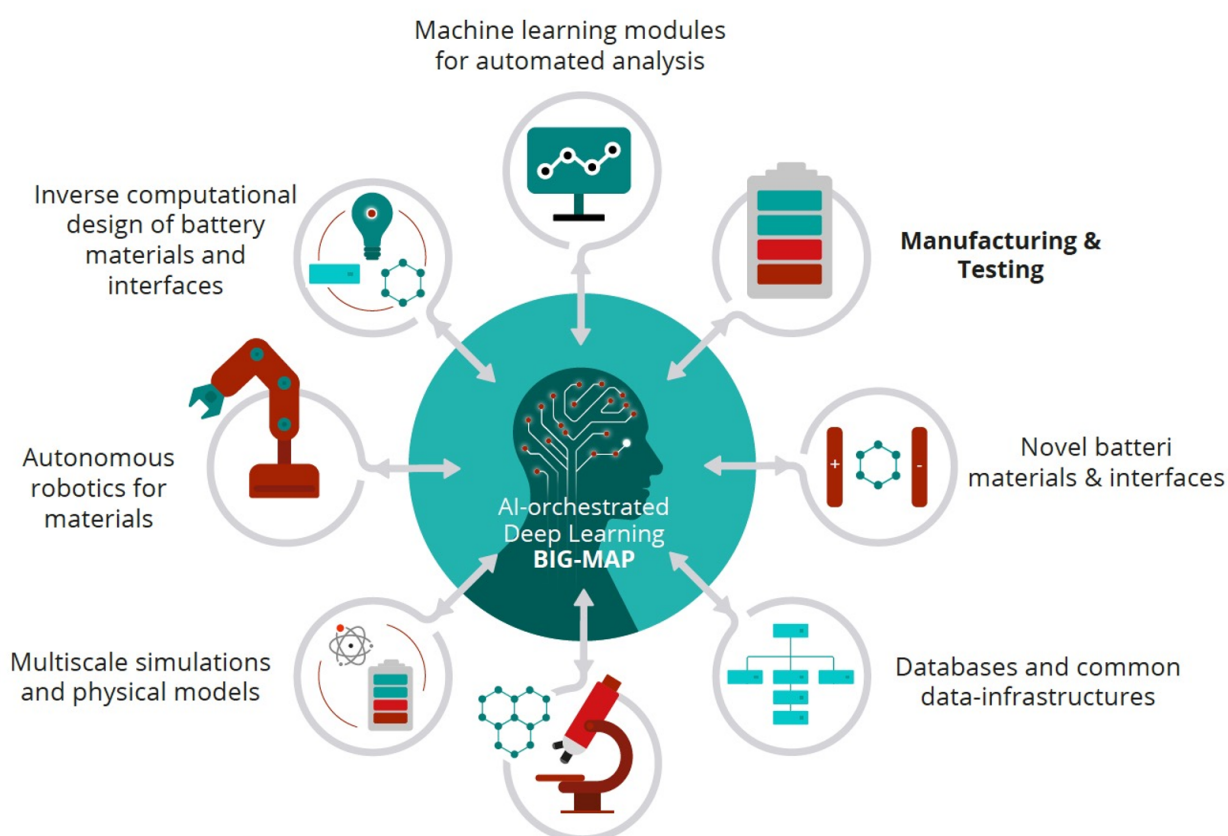 Machine learning modules
for automated analysis
Inverse computational
design of battery
materials and
interfaces
Manufacturing &
Testing
Autonomous
robotics for
materials
AI-orchestrated
Deep Learning
BIG-MAP
+
-
Novel batteri
materials & interfaces
Multiscale simulations
and physical models
Databases and common
data-infrastructures